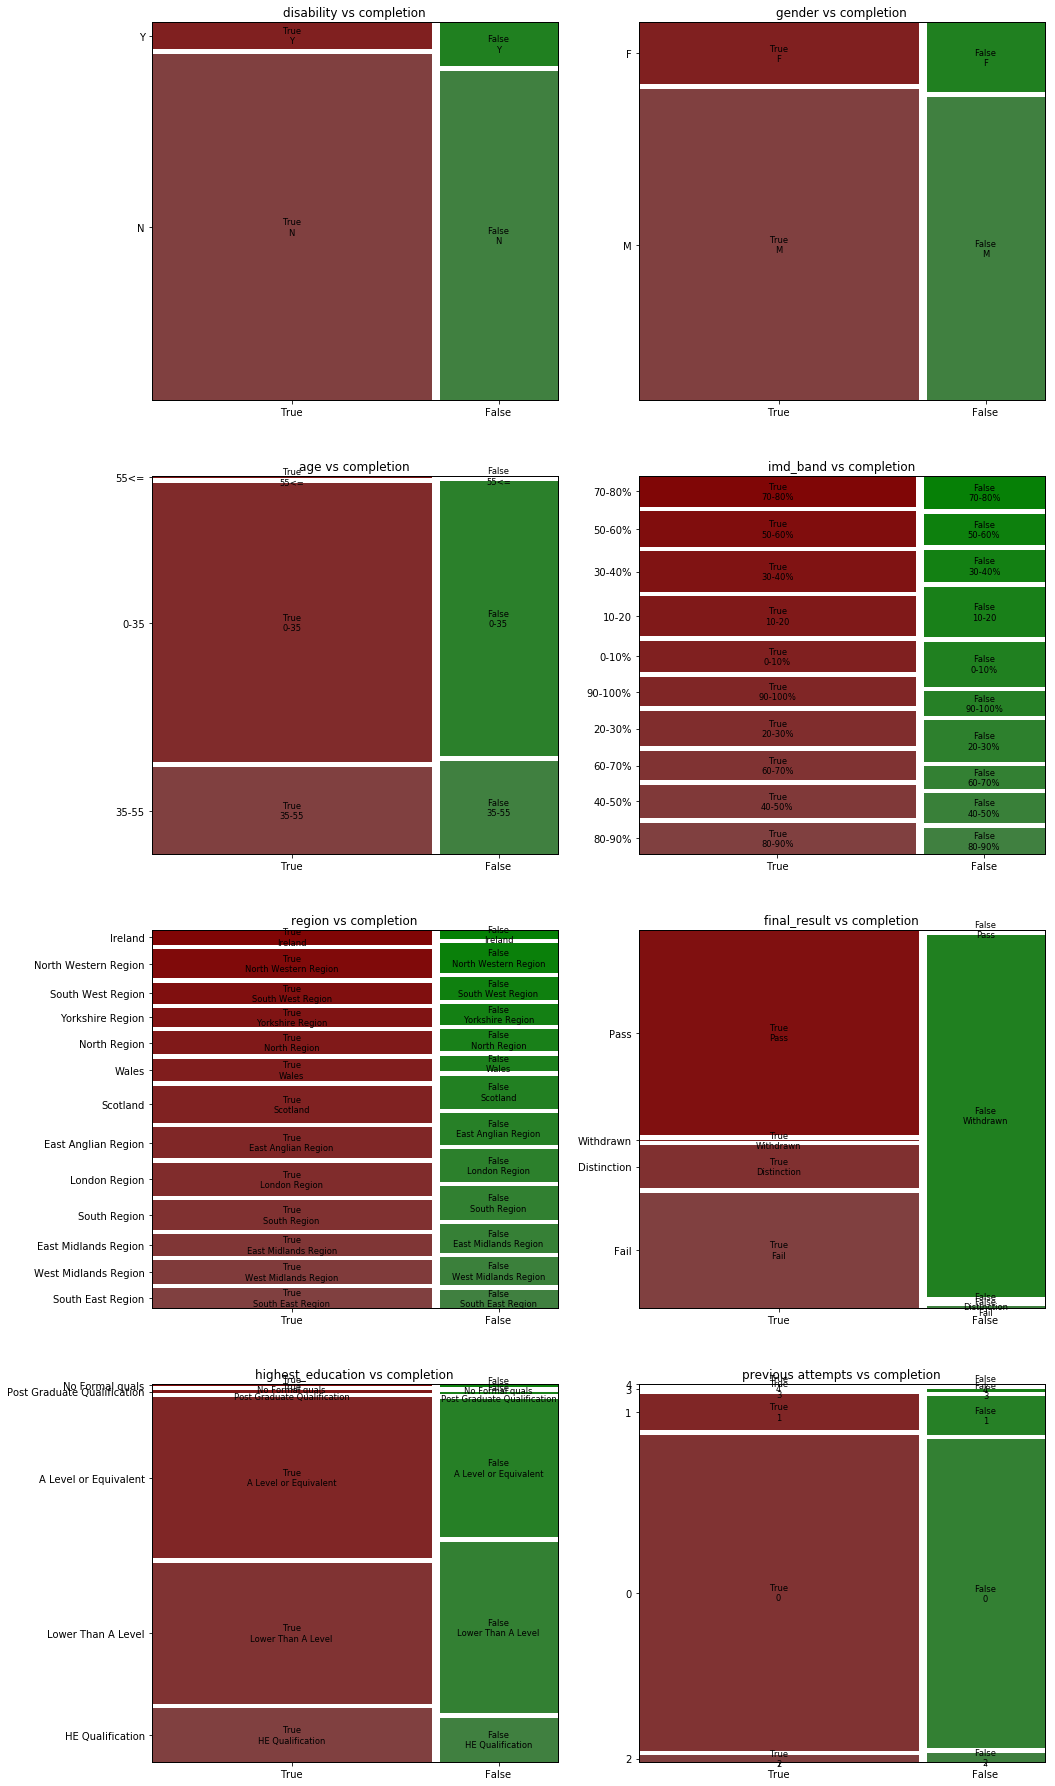 disability vs completion
Y
True
Y
False
Y
N
True
N
False
N
True
False
gender vs completion
F
True
F
False
F
M
True
M
False
M
True
False
age vs completion
55<=
True
55<=
False
55<=
0-35
True
0-35
False
0-35
35-55
True
35-55
False
35-55
True
False
imd_band vs completion
70-80%
True
70-80%
False
70-80%
50-60%
True
50-60%
False
50-60%
30-40%
True
30-40%
False
30-40%
10-20
True
10-20
False
10-20
0-10%
True
0-10%
False
0-10%
90-100%
True
90-100%
False
90-100%
20-30%
True
20-30%
False
20-30%
60-70%
True
60-70%
False
60-70%
40-50%
True
40-50%
False
40-50%
80-90%
True
80-90%
False
80-90%
True
False
region vs completion
Ireland
True
Ireland
False
Ireland
North Western Region
True
North Western Region
False
North Western Region
South West Region
True
South West Region
False
South West Region
Yorkshire Region
True
Yorkshire Region
False
Yorkshire Region
North Region
True
North Region
False
North Region
Wales
True
Wales
False
Wales
Scotland
True
Scotland
False
Scotland
East Anglian Region
True
East Anglian Region
False
East Anglian Region
London Region
True
London Region
False
London Region
South Region
True
South Region
False
South Region
East Midlands Region
True
East Midlands Region
False
East Midlands Region
West Midlands Region
True
West Midlands Region
False
West Midlands Region
South East Region
True
South East Region
False
South East Region
True
False
final_result vs completion
False
Pass
Pass
True
Pass
False
Withdrawn
Withdrawn
True
Withdrawn
Distinction
True
Distinction
Fail
True
Fail
False
Distinction
Fail
True
False
highest_education vs completion
No Formal quals
True
No Formal quals
No Formal quals
Post Graduate Qualification
Post Graduate Qualification
Post Graduate Qualification
A Level or Equivalent
True
A Level or Equivalent
False
A Level or Equivalent
Lower Than A Level
True
Lower Than A Level
False
Lower Than A Level
HE Qualification
True
HE Qualification
False
HE Qualification
True
False
previous attempts vs completion
4
3
True
4
3
False
3
1
True
1
False
1
0
True
0
False
0
2
True
False
True
False